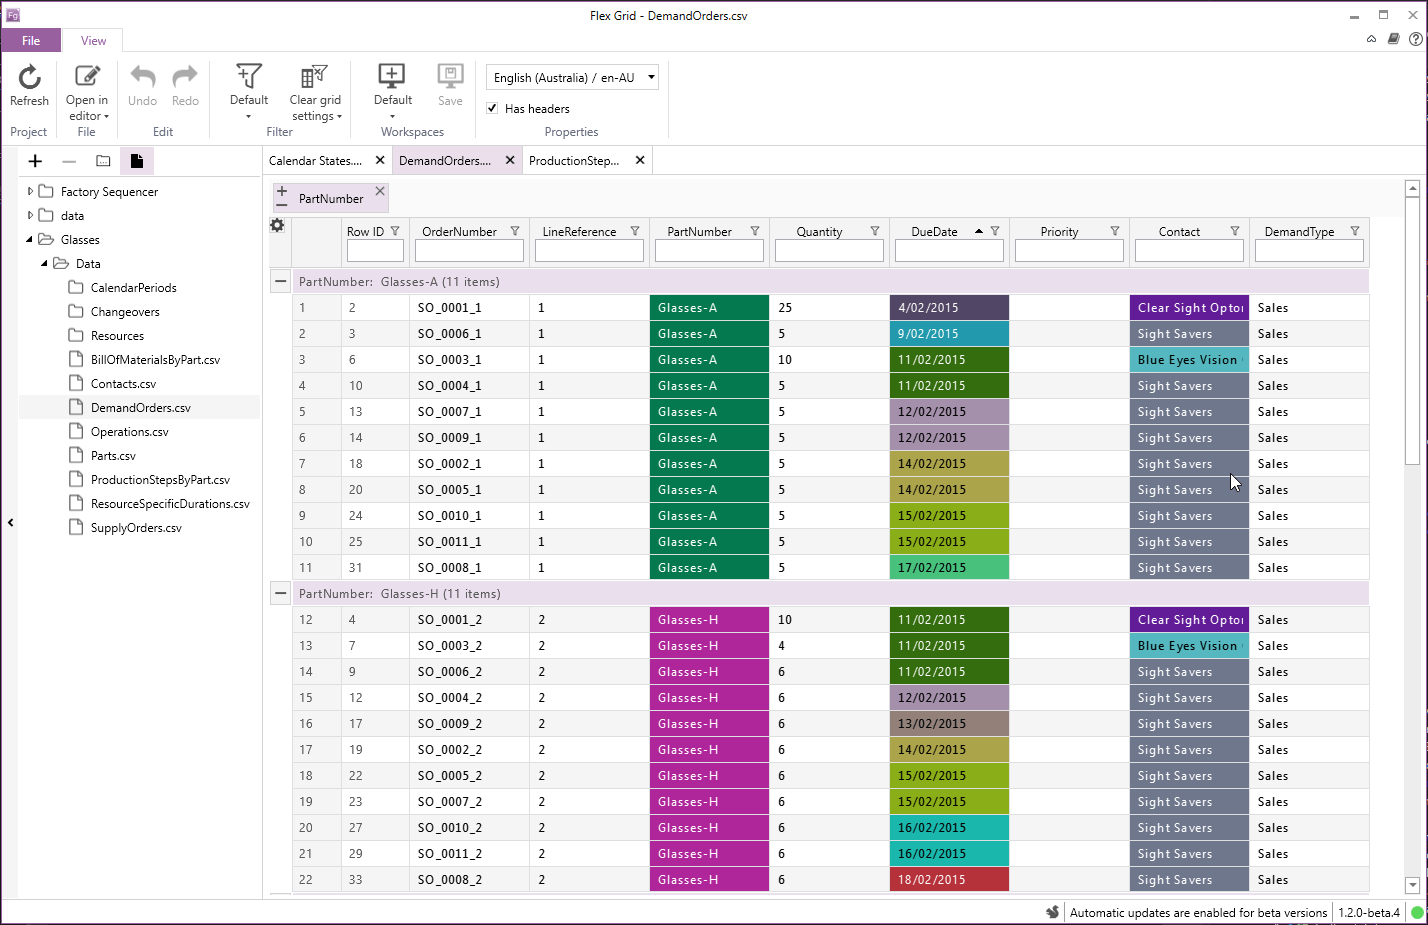 Fg
Flex Grid - DemandOrders.csv
File View
Refresh
Open in editor
Undo Redo
Default
Clear grid settings
Default
Save
English (Australia) / en-AU
Has headers
Project File Edit Filter Workspaces Properties
Calendar States.... DemandOrders.... ProductionStep...
Factory Sequencer
data
Glasses
Data
CalendarPeriods
Changeovers
Resources
BillOfMaterialsByPart.csv
Contacts.csv
DemandOrders.csv
Operations.csv
Parts.csv
ProductionStepsByPart.csv
ResourceSpecificDurations.csv
SupplyOrders.csv
PartNumber
Row ID OrderNumber LineReference PartNumber Quantity DueDate Priority Contact DemandType
PartNumber: Glasses-A (11 items)
1 2 SO_0001_1 1 Glasses-A 25 4/02/2015 Clear Sight Sales
2 3 SO_0006_1 1 Glasses-A 5 9/02/2015 Sight Savers Sales
3 6 SO_0003_1 1 Glasses-A 10 11/02/2015 Blue Eyes Vision Sales
4 10 SO_0004_1 1 Glasses-A 5 11/02/2015 Sight Savers Sales
5 13 SO_0007_1 1 Glasses-A 5 12/02/2015 Sight Savers Sales
6 14 SO_0009_1 1 Glasses-A 5 12/02/2015 Sight Savers Sales
7 18 SO_0002_1 1 Glasses-A 5 14/02/2015 Sight Savers Sales
8 20 SO_0005_1 1 Glasses-A 5 14/02/2015 Sight Savers Sales
9 24 SO_0010_1 1 Glasses-A 5 15/02/2015 Sight Savers Sales
10 25 SO_0011_1 1 Glasses-A 5 15/02/2015 Sight Savers Sales
11 31 SO_0008_1 1 Glasses-A 5 17/02/2015 Sight Savers Sales
PartNumber: Glasses-H (11 items)
12 4 SO_0001_2 2 Glasses-H 10 11/02/2015 Clear Sight Sales
13 7 SO_0003_2 2 Glasses-H 4 11/02/2015 Blue Eyes Vision Sales
14 9 SO_0006_2 2 Glasses-H 6 11/02/2015 Sight Savers Sales
15 12 SO_0004_2 2 Glasses-H 6 12/02/2015 Sight Savers Sales
16 17 SO_0009_2 2 Glasses-H 6 13/02/2015 Sight Savers Sales
17 19 SO_0002_2 2 Glasses-H 6 14/02/2015 Sight Savers Sales
18 22 SO_0005_2 2 Glasses-H 6 15/02/2015 Sight Savers Sales
19 23 SO_0007_2 2 Glasses-H 6 15/02/2015 Sight Savers Sales
20 27 SO_0010_2 2 Glasses-H 6 16/02/2015 Sight Savers Sales
21 29 SO_0011_2 2 Glasses-H 6 16/02/2015 Sight Savers Sales
22 33 SO_0008_2 2 Glasses-H 6 18/02/2015 Sight Savers Sales
Automatic updates are enabled for beta versions 1.2.0-beta.4